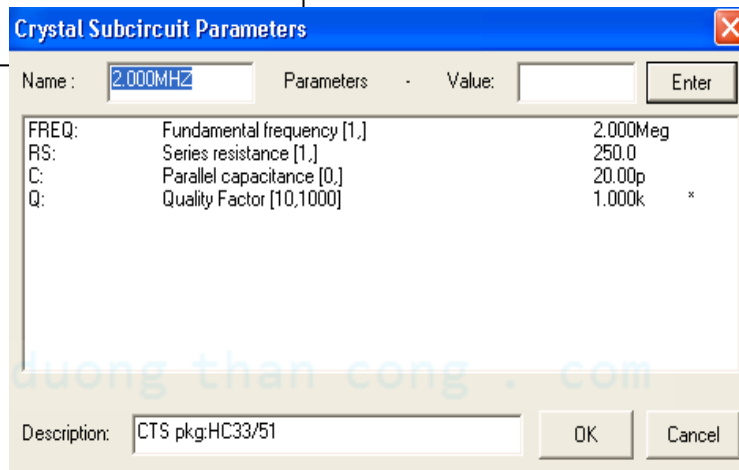 Crystal Subcircuit Parameters
Name : 2.000MHZ Parameters - Value: Enter
FREQ: Fundamental frequency [1,] 2.000Meg
RS: Series resistance [1,] 250.0
C: Parallel capacitance [0,] 20.00p
Q: Quality Factor [10,1000] 1.000k *
duong than cong . com
Description: CTS pkg:HC33/51 OK Cancel